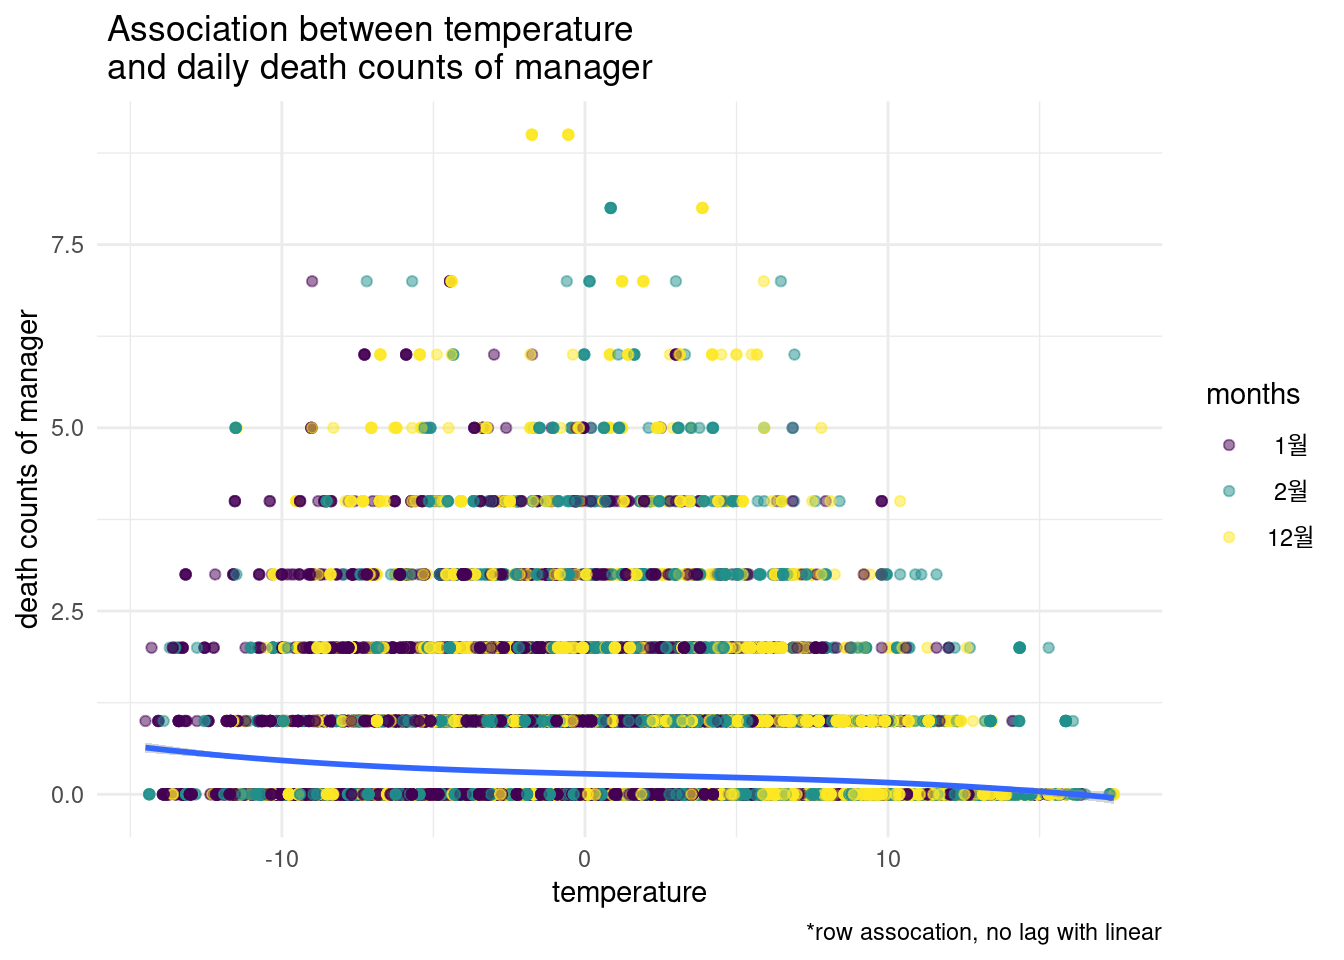 Association between temperature
and daily death counts of manager
death counts of manager
7.5
5.0
2.5
0.0
-10
0
10
temperature
months
1월
2월
12월
*row assocation, no lag with linear